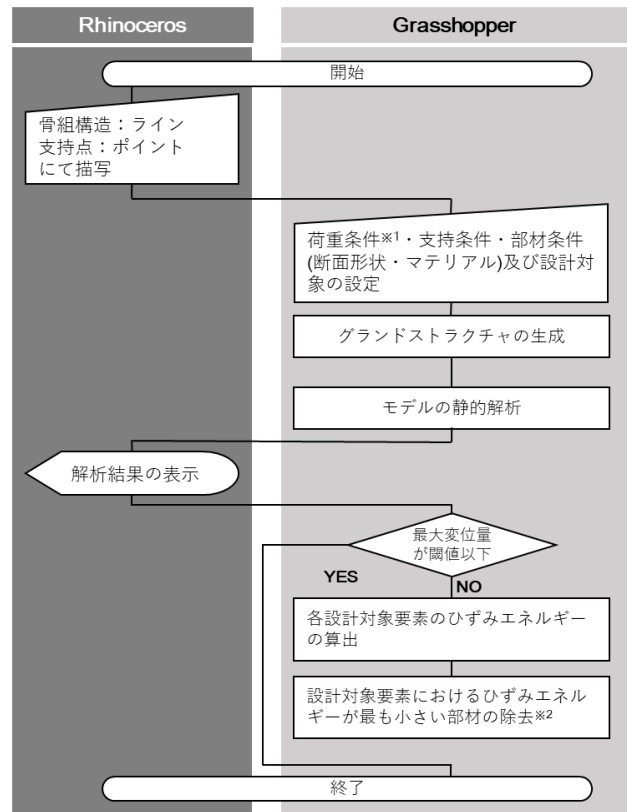 Rhinoceros
Grasshopper
開始
骨組構造：ライン
支持点：ポイント
にて描写
荷重条件※1・支持条件・部材条件
(断面形状・マテリアル)及び設計対
象の設定
グランドストラクチャの生成
モデルの静的解析
解析結果の表示
最大変位量
が閾値以下
YES
NO
各設計対象要素のひずみエネルギー
の算出
設計対象要素におけるひずみエネル
ギーが最も小さい部材の除去※2
終了